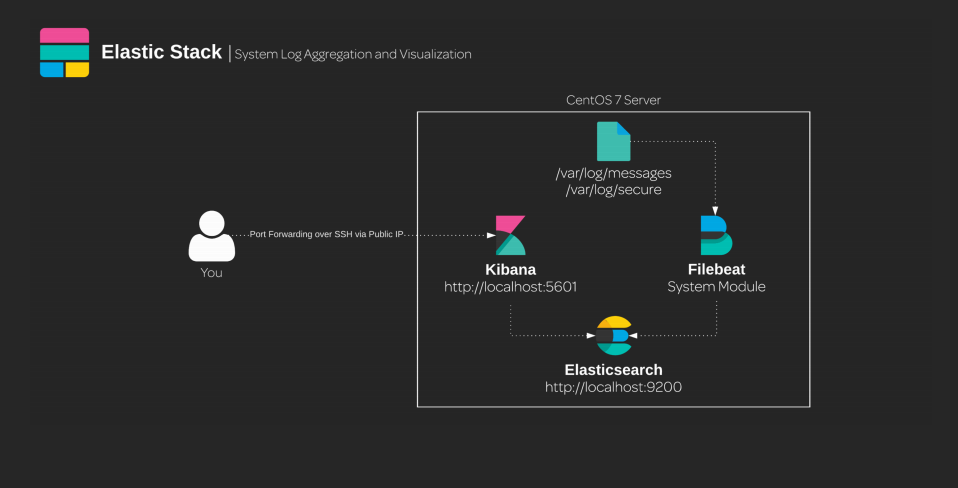 Elastic Stack | System Log Aggregation and Visualization
CentOS 7 Server
/var/log/messages
/var/log/secure
Port Forwarding over SSH via Public IP
You
Kibana
http://localhost:5601
Filebeat
System Module
Elasticsearch
http://localhost:9200